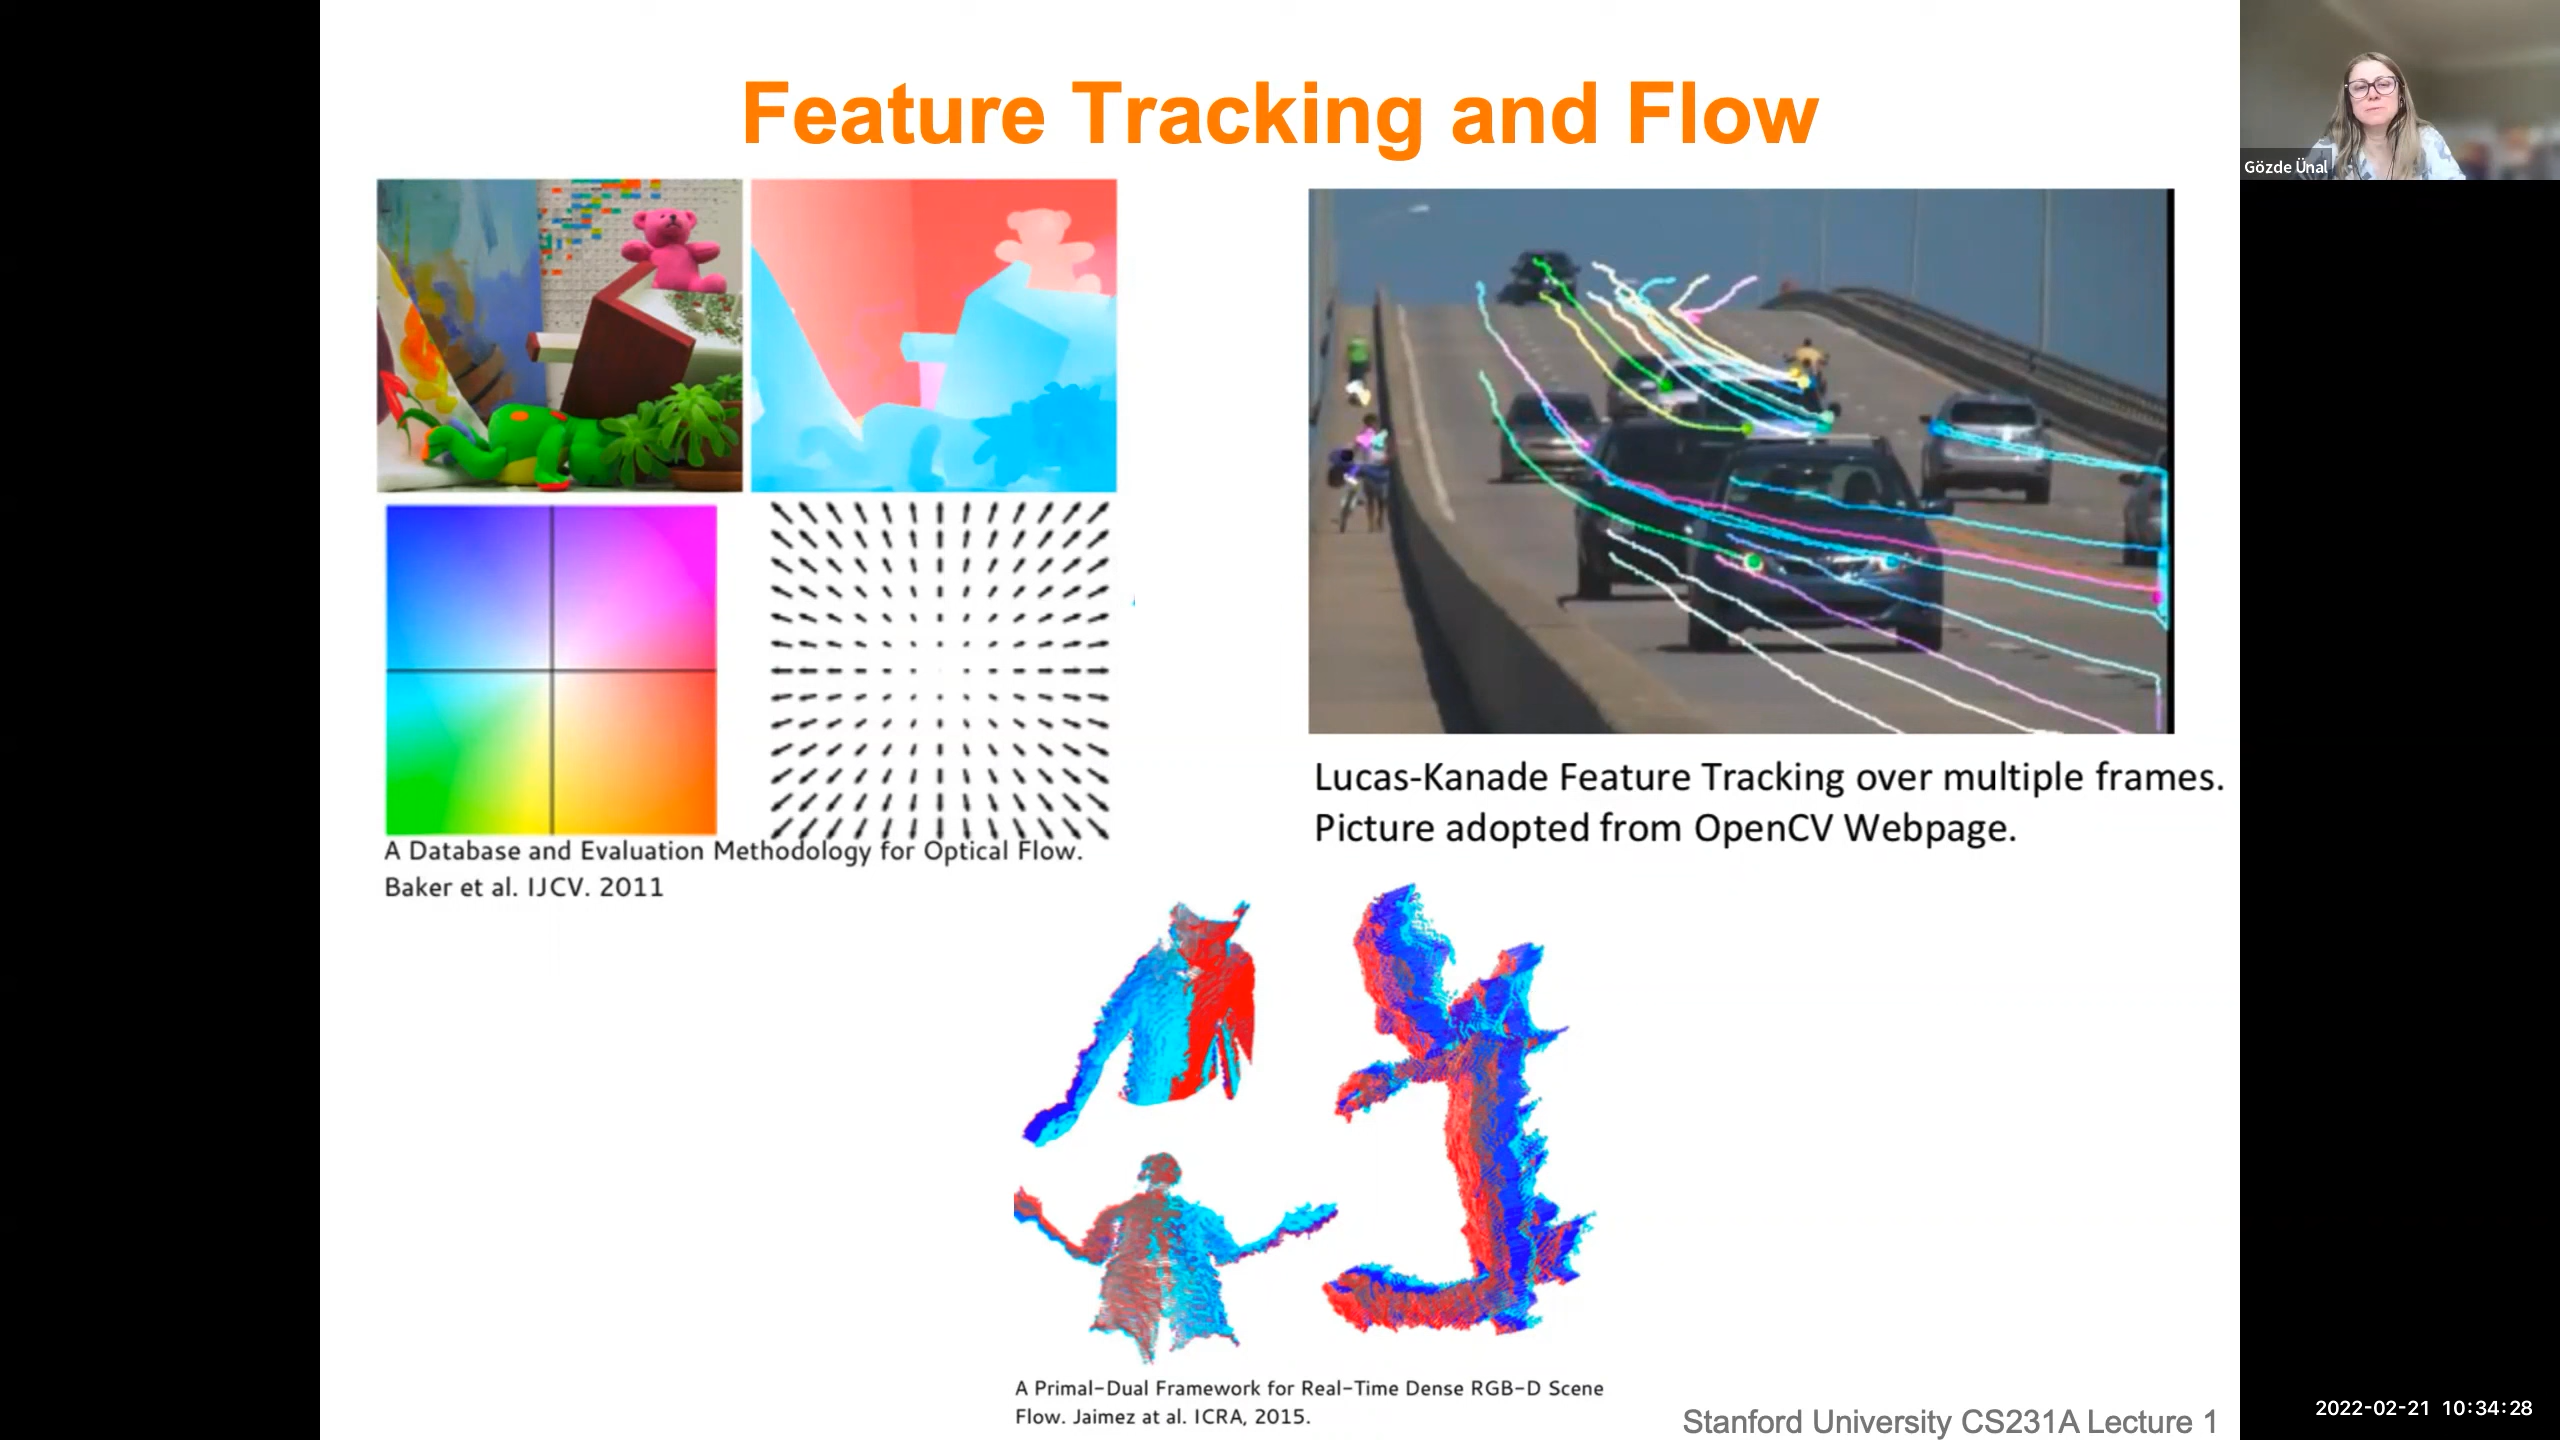 Feature Tracking and Flow
Gözde Ünal
A Database and Evaluation Methodology for Optical Flow.
Baker et al. IJCV. 2011
Lucas-Kanade Feature Tracking over multiple frames.
Picture adopted from OpenCV Webpage.
A Primal-Dual Framework for Real-Time Dense RGB-D Scene
Flow. Jaimez at al. ICRA, 2015.
Stanford University CS231A Lecture 1
2022-02-21 10:34:28